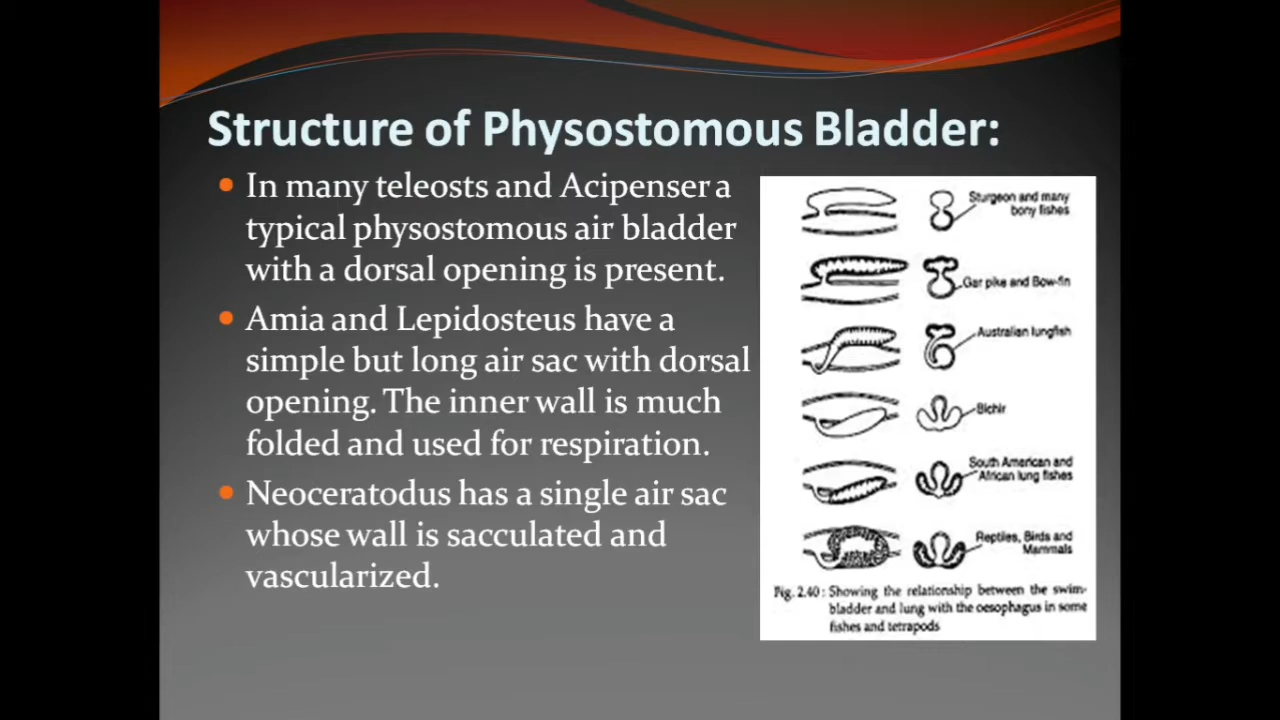 Structure of Physostomous Bladder:
• In many teleosts and Acipenser a
typical physostomous air bladder
with a dorsal opening is present.
• Amia and Lepidosteus have a
simple but long air sac with dorsal
opening. The inner wall is much
folded and used for respiration.
• Neoceratodus has a single air sac
whose wall is sacculated and
vascularized.
Sturgeon and many
bony fishes
Gar pike and Bow-fin
Australian lungfish
Bichir
South American and
African lung fishes
Reptiles, Birds and
Mammals
Fig. 2.40 : Showing the relationship between the swim-
bladder and lung with the oesophagus in some
fishes and tetrapods